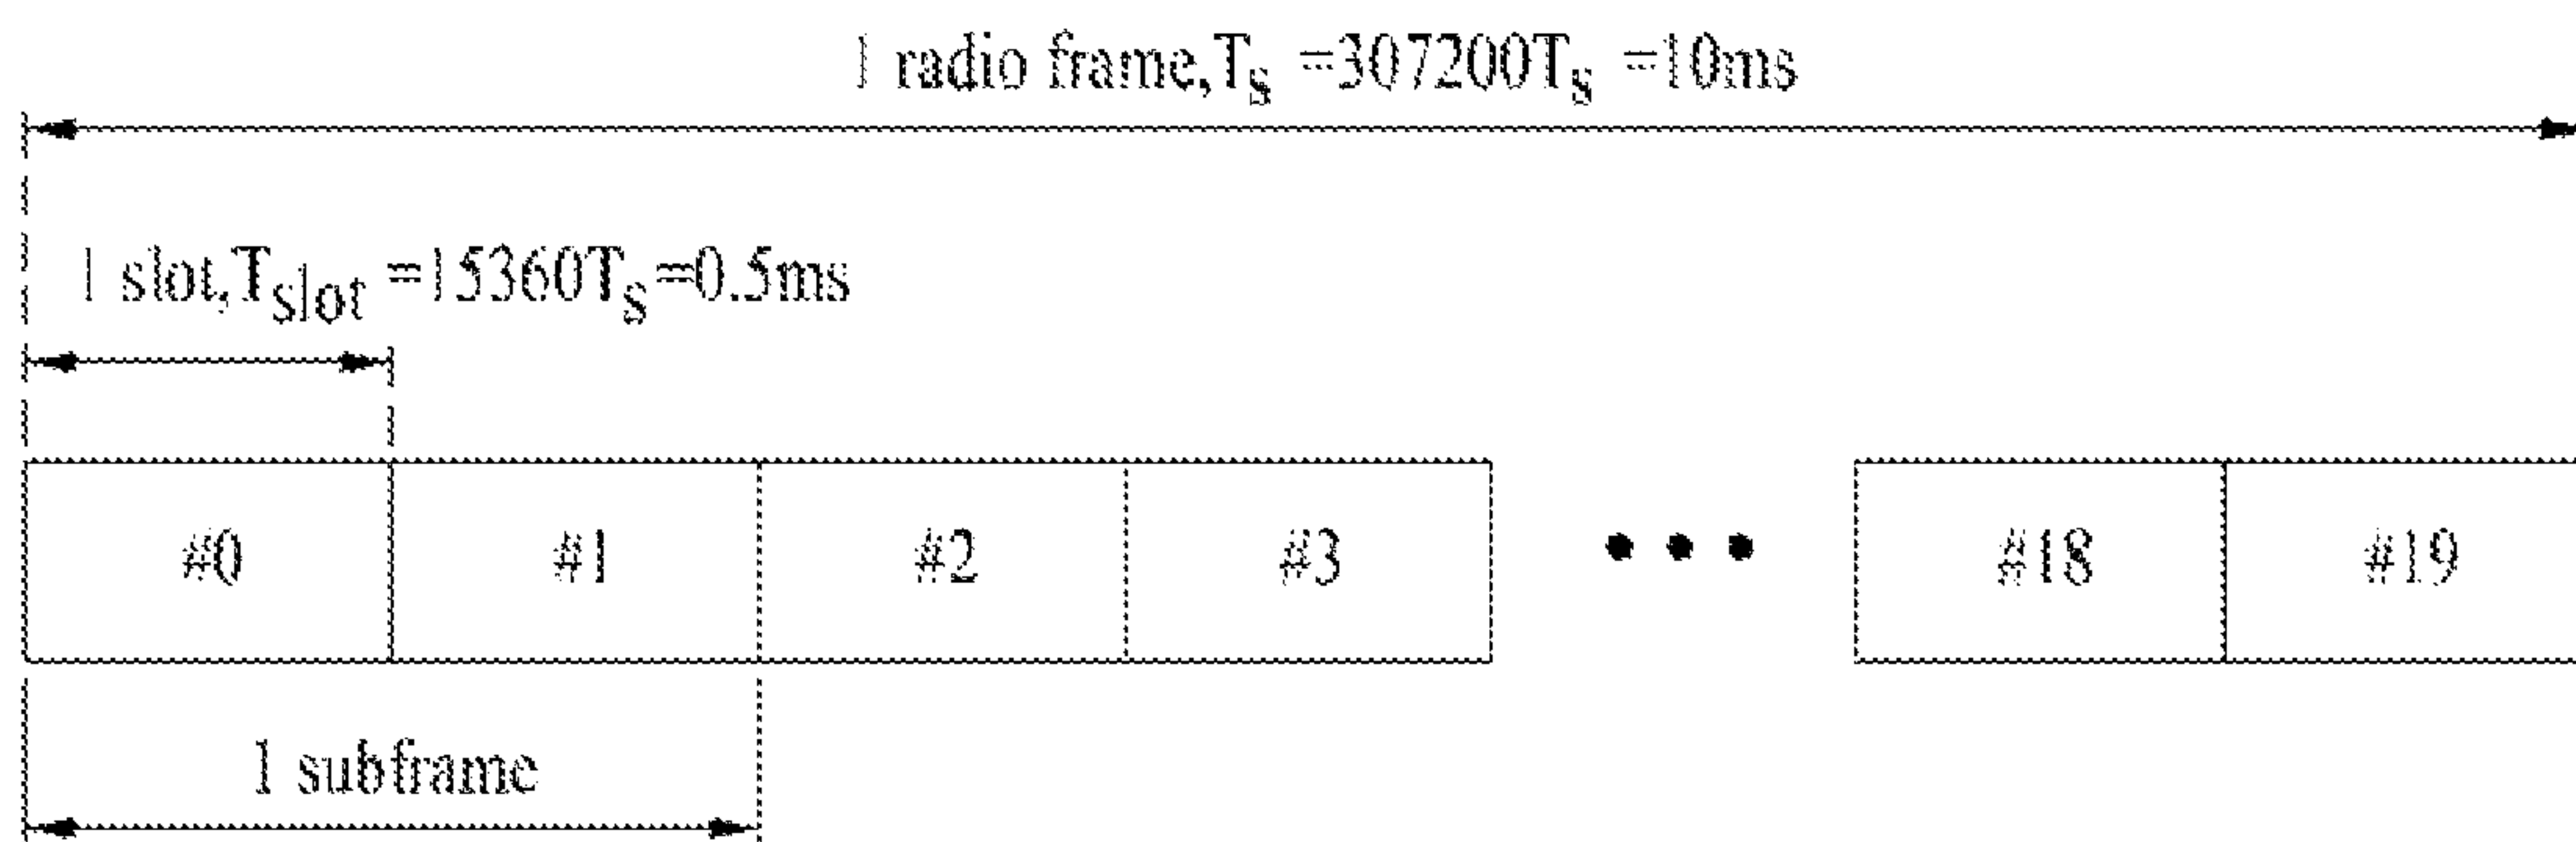 1 radio frame,Ts =307200Ts =10ms
1 slot,Tslot =15360Ts=0.5ms
#0 #1 #2 #3 ••• #18 #19
1 subframe